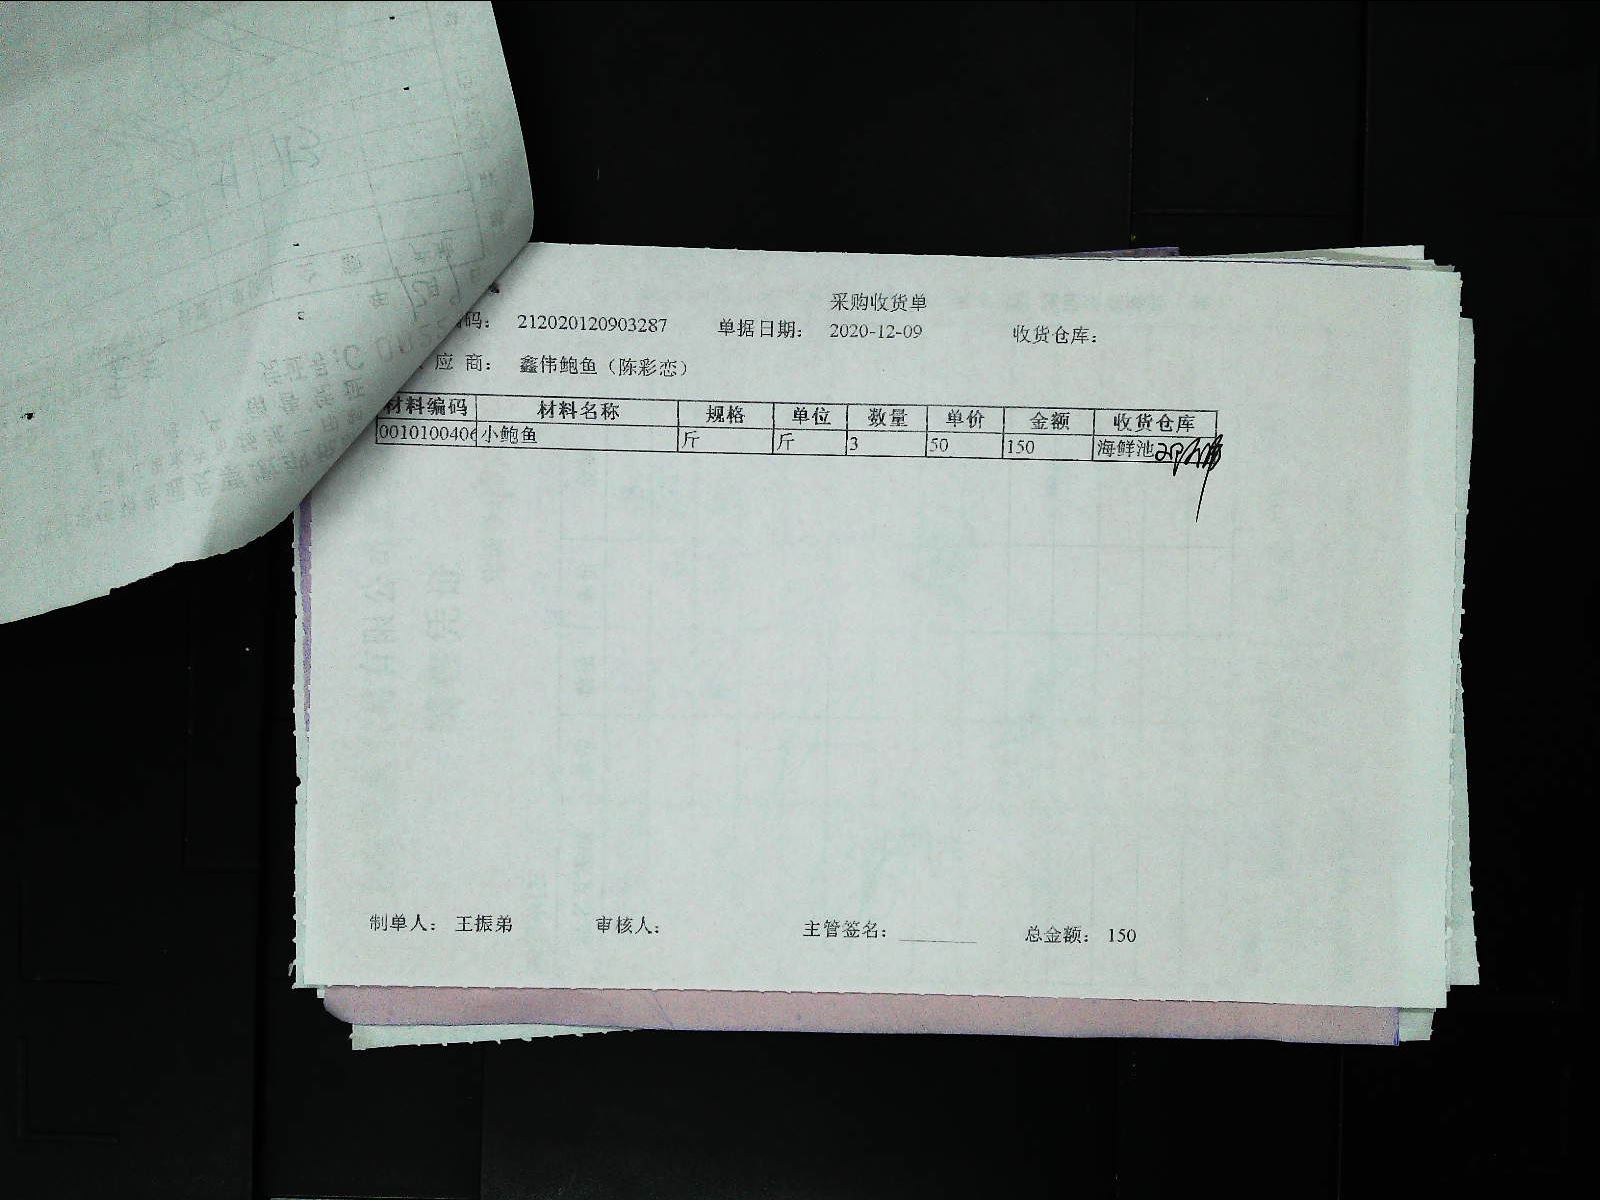 采购收货单
码： 212020120903287 单据日期： 2020-12-09 收货仓库：
应 商： 鑫伟鲍鱼（陈彩恋）
材料编码 材料名称 规格 单位 数量 单价 金额 收货仓库
0010100406 小鲍鱼 斤 斤 3 50 150 海鲜池
制单人： 王振弟 审核人： 主管签名： 总金额： 150